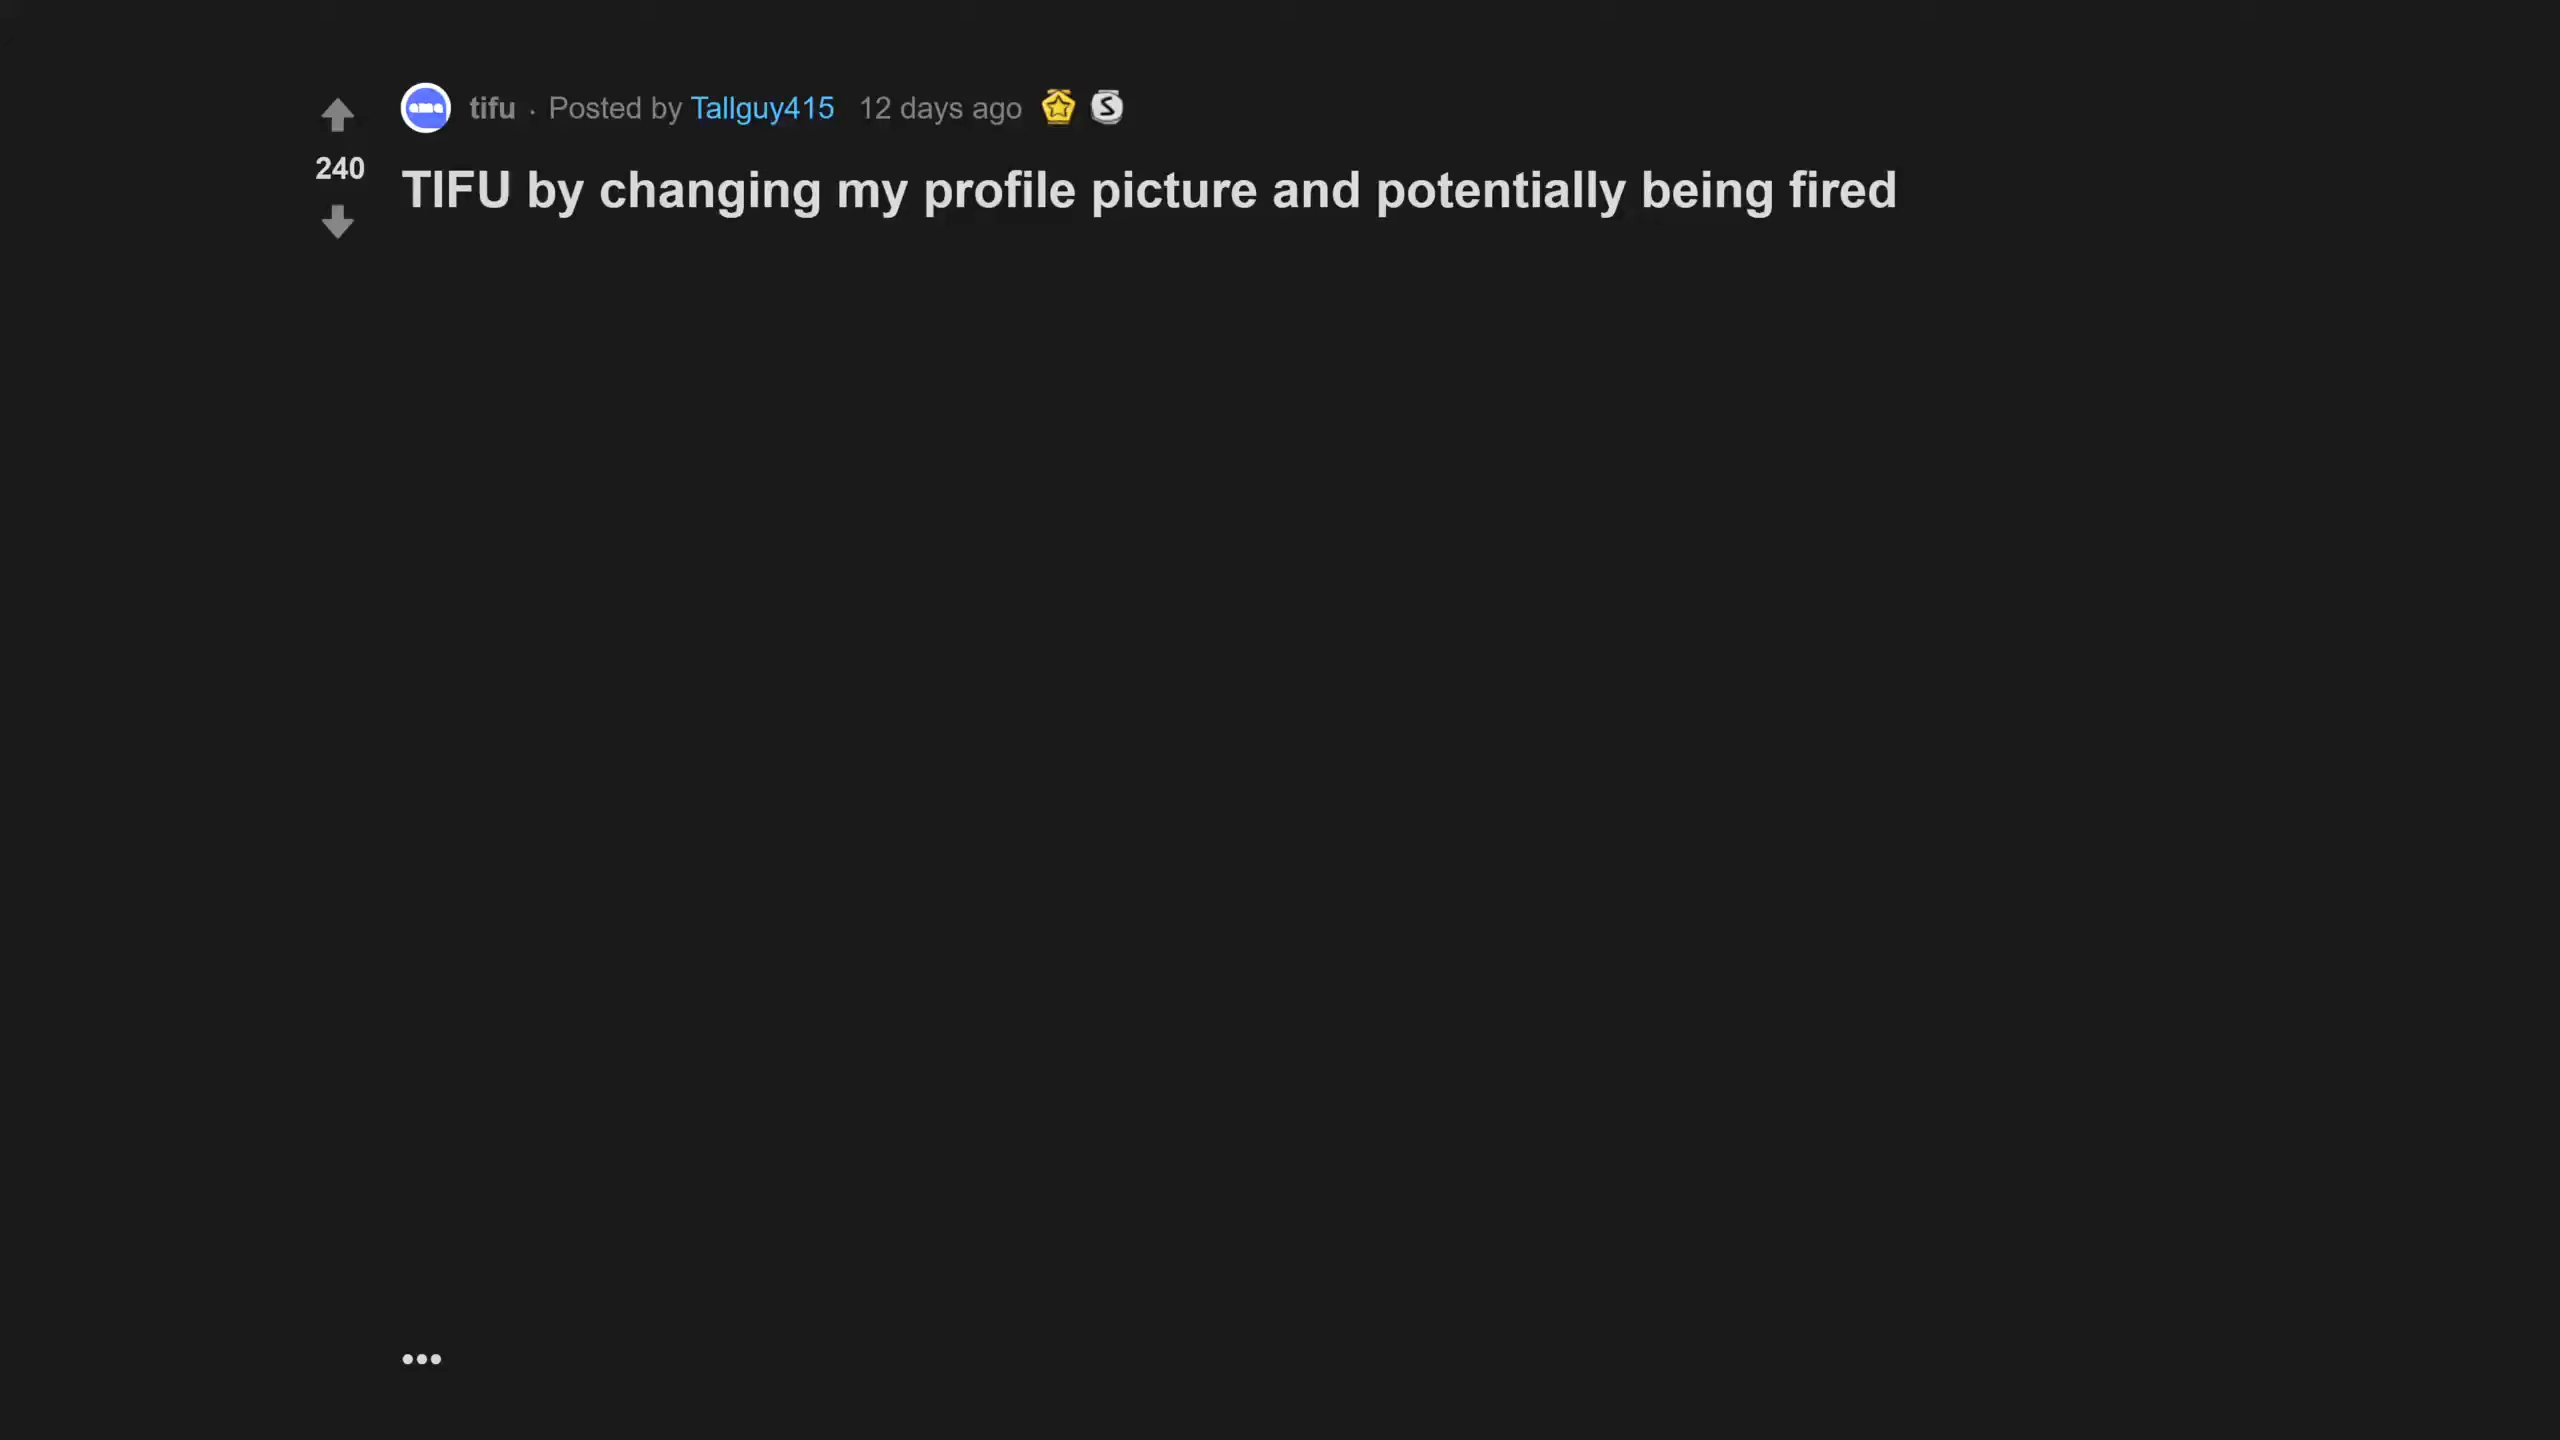 tifu · Posted by Tallguy415 12 days ago
240
TIFU by changing my profile picture and potentially being fired
•••